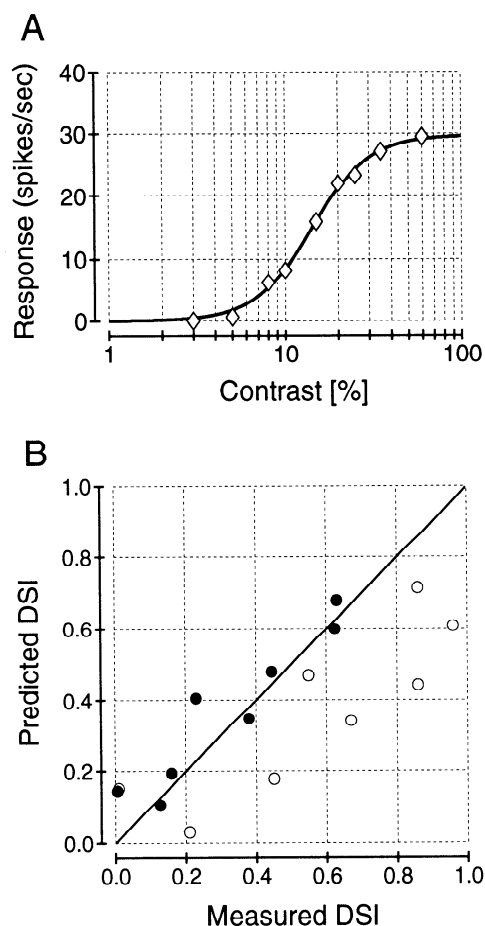 A
Response (spikes/sec)
40
30
20
10
0
1 10 100
Contrast [%]
B
Predicted DSI
1.0
0.8
0.6
0.4
0.2
0.0
0.0 0.2 0.4 0.6 0.8 1.0
Measured DSI